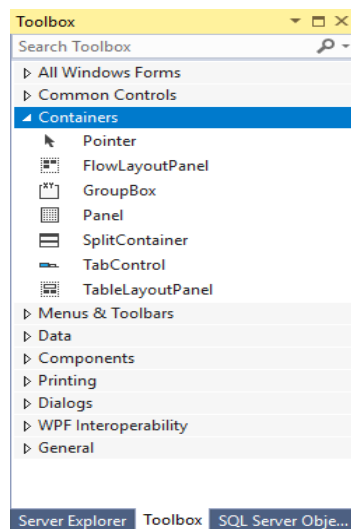 Toolbox
Search Toolbox
All Windows Forms
Common Controls
Containers
Pointer
FlowLayoutPanel
GroupBox
Panel
SplitContainer
TabControl
TableLayoutPanel
Menus & Toolbars
Data
Components
Printing
Dialogs
WPF Interoperability
General
Server Explorer Toolbox SQL Server Obje...